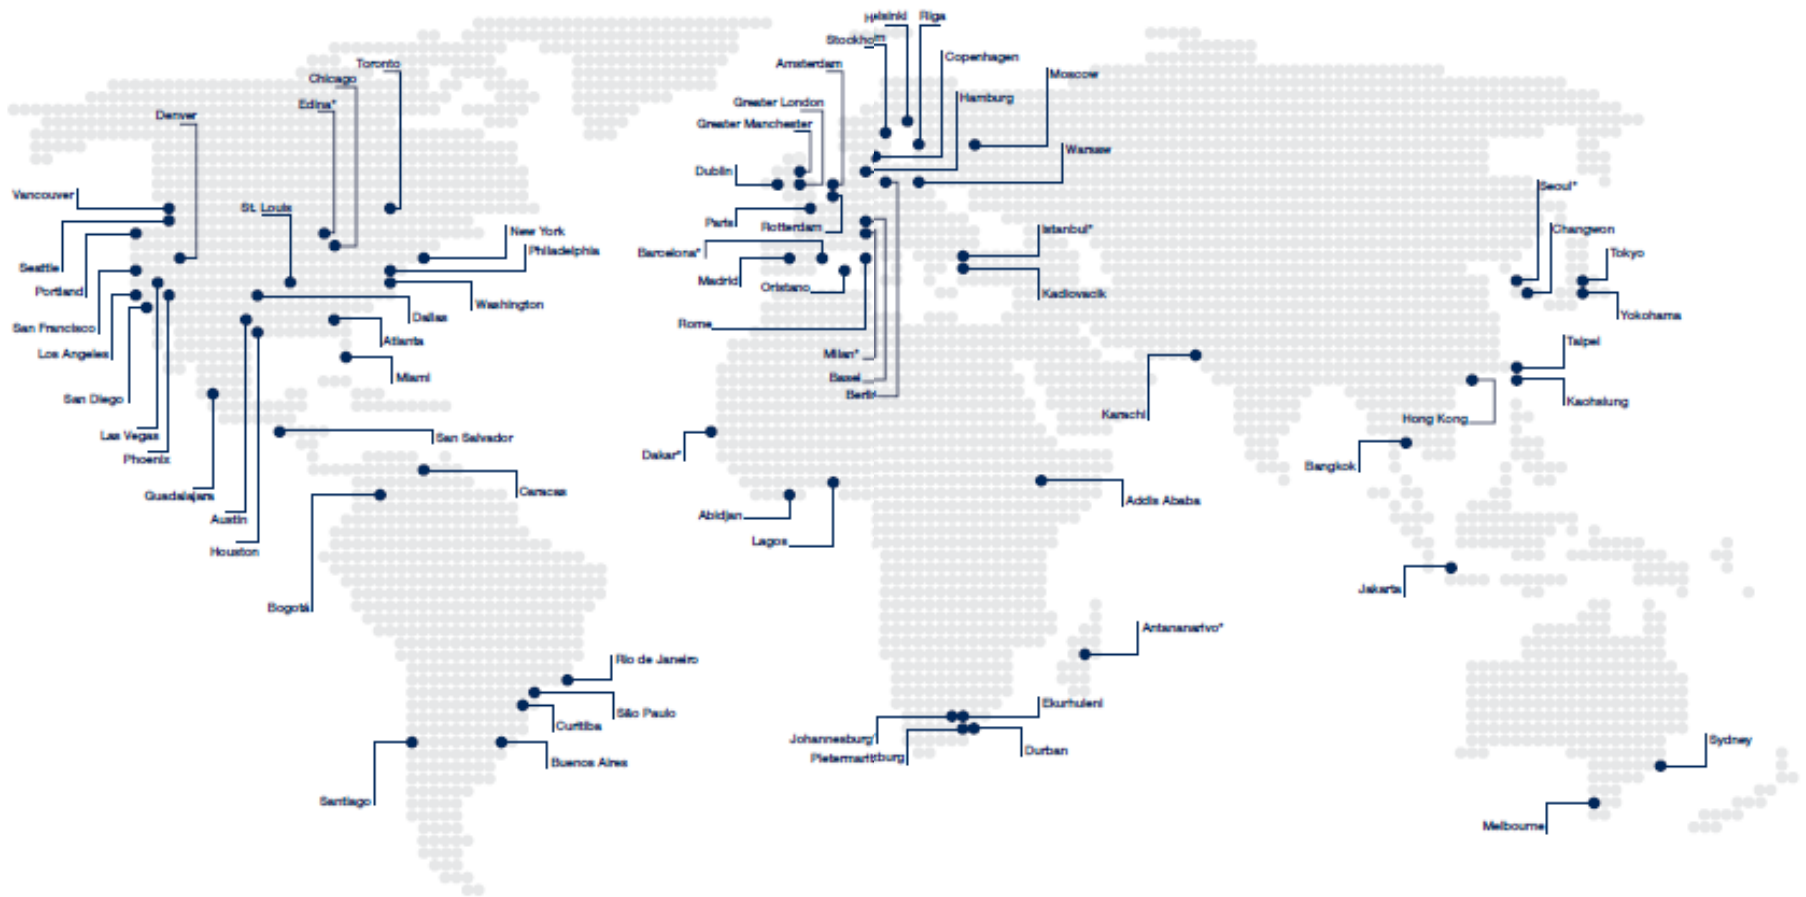 Helsinki
Riga
Stockholm
Copenhagen
Toronto
Amsterdam
Moscow
Chicago
Hamburg
Edina*
Greater London
Denver
Greater Manchester
Warsaw
Dublin
Seoul*
Vancouver
St. Louis
Paris
Rotterdam
Istanbul*
Changwon
New York
Philadelphia
Barcelona*
Tokyo
Seattle
Madrid
Oristano
Kadiovacik
Portland
Washington
Dallas
Yokohama
San Francisco
Rome
Atlanta
Taipei
Los Angeles
Milan*
Miami
Basel
San Diego
Berlin
Kaohsiung
Karachi
Hong Kong
Las Vegas
San Salvador
Phoenix
Dakar*
Bangkok
Guadalajara
Caracas
Addis Ababa
Austin
Abidjan
Houston
Lagos
Jakarta
Bogotá
Antananarivo*
Rio de Janeiro
Ekurhuleni
São Paulo
Curitiba
Johannesburg
Sydney
Durban
Pietermaritzburg
Buenos Aires
Santiago
Melbourne